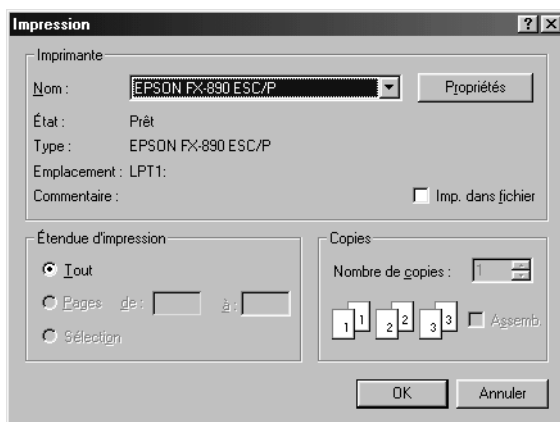 Impression
Imprimante
Nom :
EPSON FX-890 ESC/P
Propriétés
État :
Prêt
Type :
EPSON FX-890 ESC/P
Emplacement : LPT1:
Commentaire :
Imp. dans fichier
Étendue d'impression
Tout
Pages de : à :
Sélection
Copies
Nombre de copies : 1
1 1 2 2 3 3
Assemb.
OK
Annuler